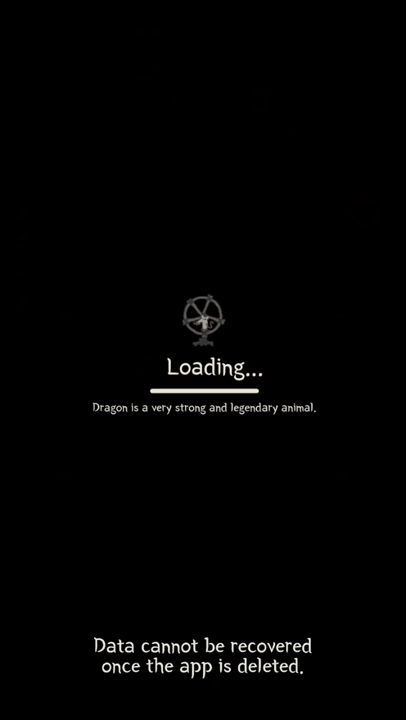 Loading...
Dragon is a very strong and legendary animal.
Data cannot be recovered
once the app is deleted.